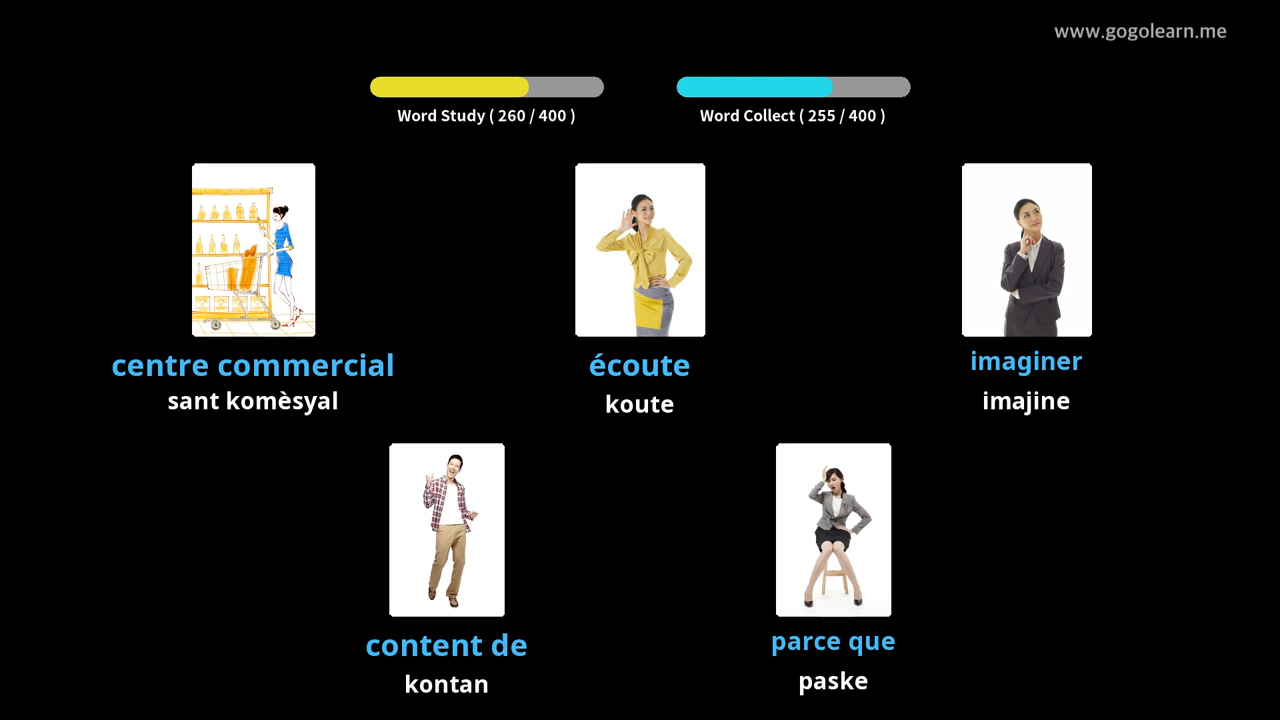 www.gogolearn.me
Word Study ( 260 / 400 )
Word Collect ( 255 / 400 )
centre commercial
sant komèsyal
écoute
koute
imaginer
imajine
content de
kontan
parce que
paske